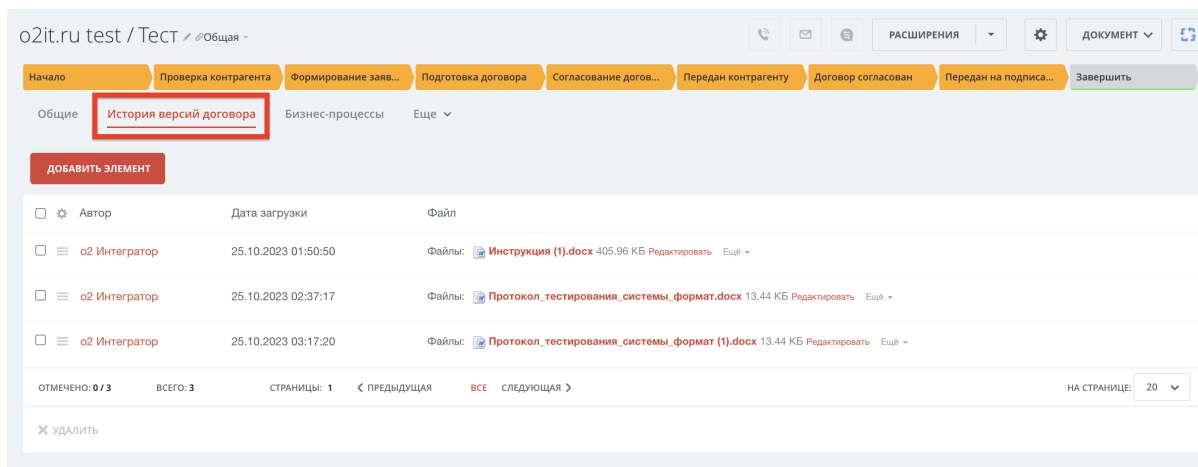 o2it.ru test / Тест Общая
РАСШИРЕНИЯ ДОКУМЕНТ
Начало Проверка контрагента Формирование заяв... Подготовка договора Согласование догов... Передан контрагенту Договор согласован Передан на подписа... Завершить
Общие История версий договора Бизнес-процессы Еще
ДОБАВИТЬ ЭЛЕМЕНТ
Автор Дата загрузки Файл
o2 Интегратор 25.10.2023 01:50:50 Файлы: Инструкция (1).docx 405.96 КБ Редактировать Ещё
o2 Интегратор 25.10.2023 02:37:17 Файлы: Протокол_тестирования_системы_формат.docx 13.44 КБ Редактировать Ещё
o2 Интегратор 25.10.2023 03:17:20 Файлы: Протокол_тестирования_системы_формат (1).docx 13.44 КБ Редактировать Ещё
ОТМЕЧЕНО: 0 / 3 ВСЕГО: 3 СТРАНИЦЫ: 1 ПРЕДЫДУЩАЯ ВСЕ СЛЕДУЮЩАЯ НА СТРАНИЦЕ: 20
УДАЛИТЬ